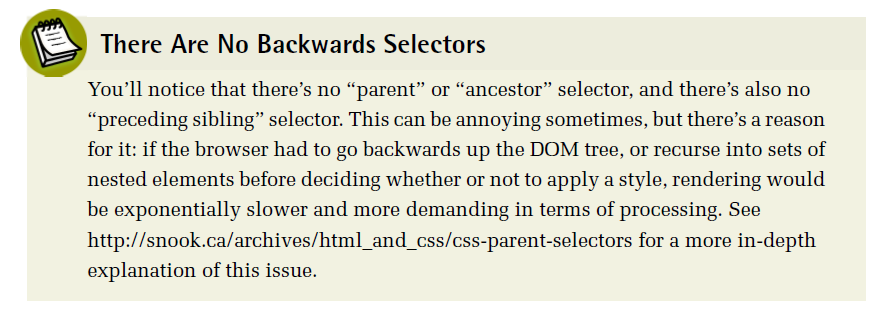 There Are No Backwards Selectors
You’ll notice that there’s no “parent” or “ancestor” selector, and there’s also no
“preceding sibling” selector. This can be annoying sometimes, but there’s a reason
for it: if the browser had to go backwards up the DOM tree, or recurse into sets of
nested elements before deciding whether or not to apply a style, rendering would
be exponentially slower and more demanding in terms of processing. See
http://snook.ca/archives/html_and_css/css-parent-selectors for a more in-depth
explanation of this issue.